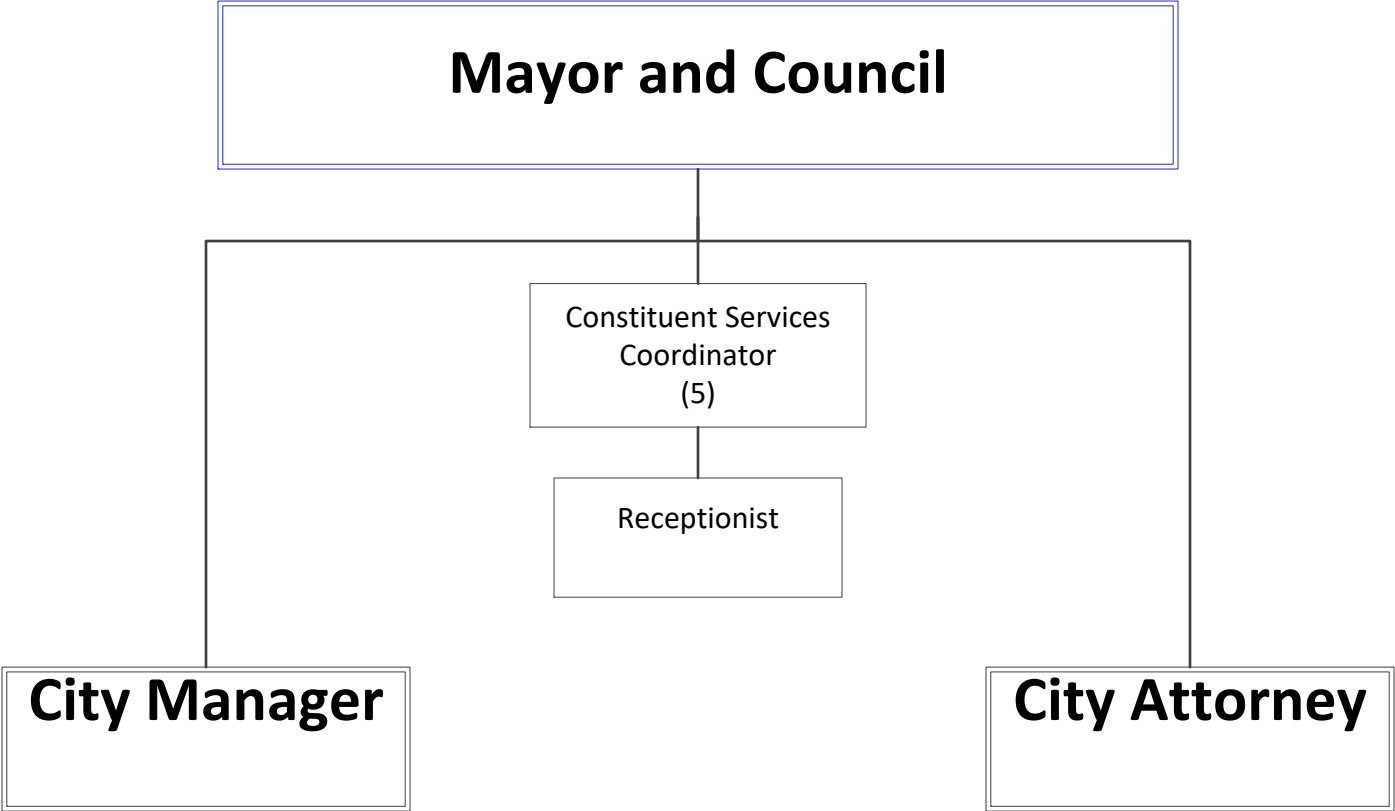 Mayor and Council
Constituent Services
Coordinator
(5)
Receptionist
City Manager
City Attorney